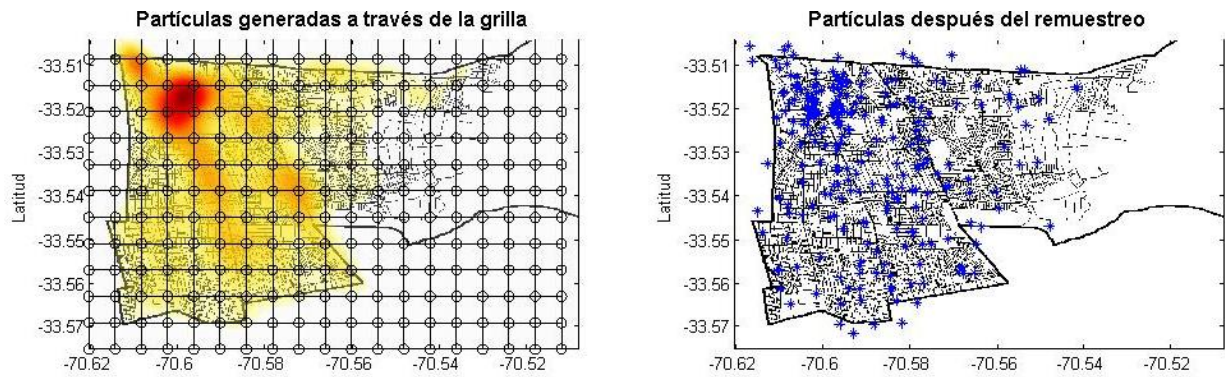 Partículas generadas a través de la grilla
-33.51
-33.52
-33.53
-33.54
-33.55
-33.56
-33.57
Latitud
-70.62 -70.6 -70.58 -70.56 -70.54 -70.52
Partículas después del remuestreo
-33.51
-33.52
-33.53
-33.54
-33.55
-33.56
-33.57
Latitud
-70.62 -70.6 -70.58 -70.56 -70.54 -70.52